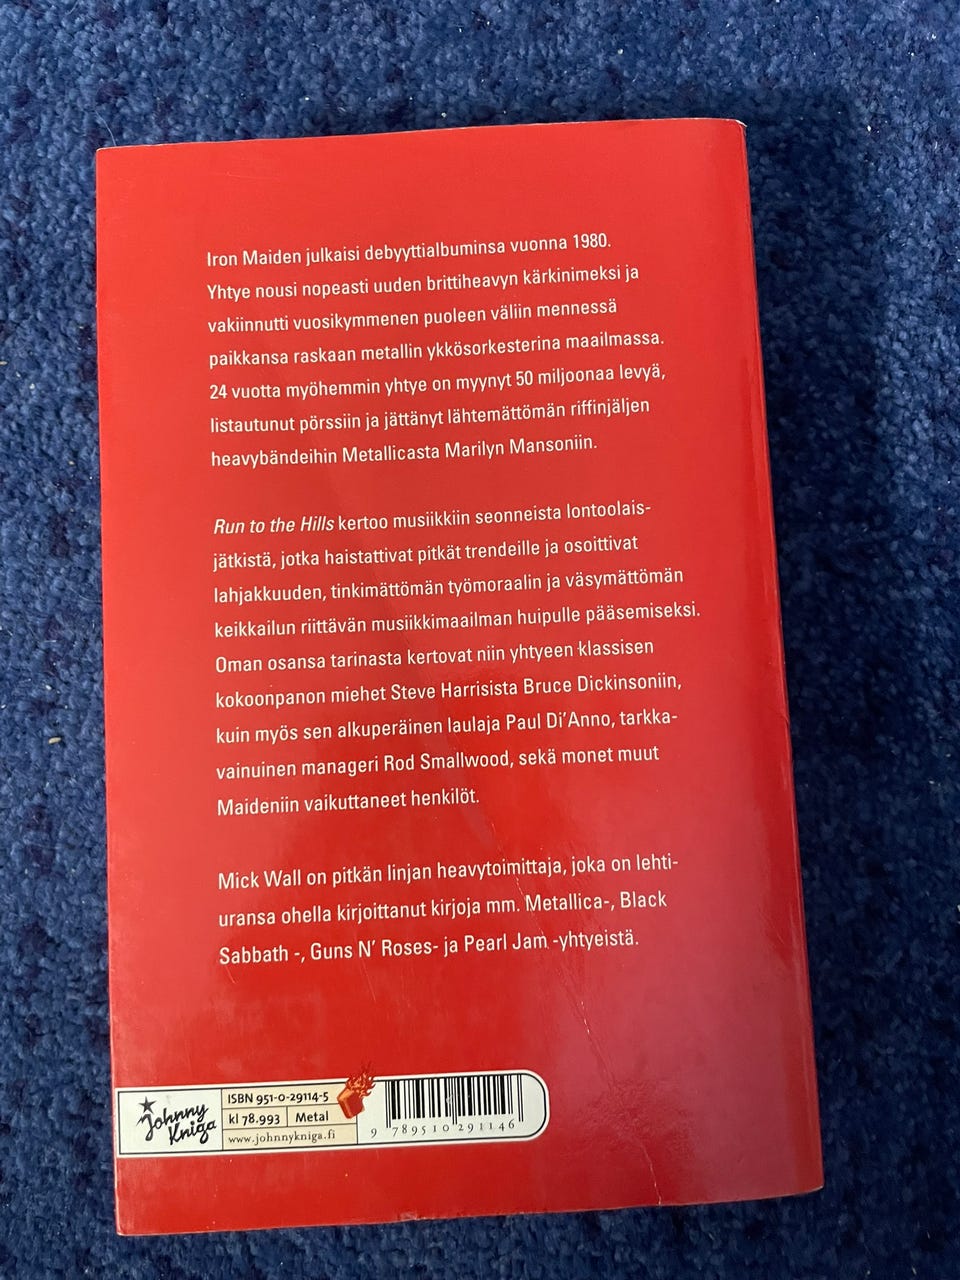 Iron Maiden julkaisi debyyttialbuminsa vuonna 1980.
Yhtye nousi nopeasti uuden brittiheavyn kärkinimeksi ja
vakiinnutti vuosikymmenen puoleen väliin mennessä
paikkansa raskaan metallin ykkösorkesterina maailmassa.
24 vuotta myöhemmin yhtye on myynyt 50 miljoonaa levyä,
listautunut pörssiin ja jättänyt lähtemättömän riffinjäljen
heavybändeihin Metallicasta Marilyn Mansoniin.
Run to the Hills kertoo musiikkiin seonneista lontoolais-
jätkistä, jotka haistattivat pitkät trendeille ja osoittivat
lahjakkuuden, tinkimättömän työmoraalin ja väsymättömän
keikkailun riittävän musiikkimaailman huipulle pääsemiseksi.
Oman osansa tarinasta kertovat niin yhtyeen klassisen
kokoonpanon miehet Steve Harrisista Bruce Dickinsoniin,
kuin myös sen alkuperäinen laulaja Paul Di'Anno, tarkka-
vainuinen manageri Rod Smallwood, sekä monet muut
Maideniin vaikuttaneet henkilöt.
Mick Wall on pitkän linjan heavytoimittaja, joka on lehti-
uransa ohella kirjoittanut kirjoja mm. Metallica-, Black
Sabbath -, Guns N' Roses- ja Pearl Jam -yhtyeistä.
Johnny
Kniga
ISBN 951-0-29114-5
kl 78.993 Metal
www.johnnykniga.fi
9 789510 291146